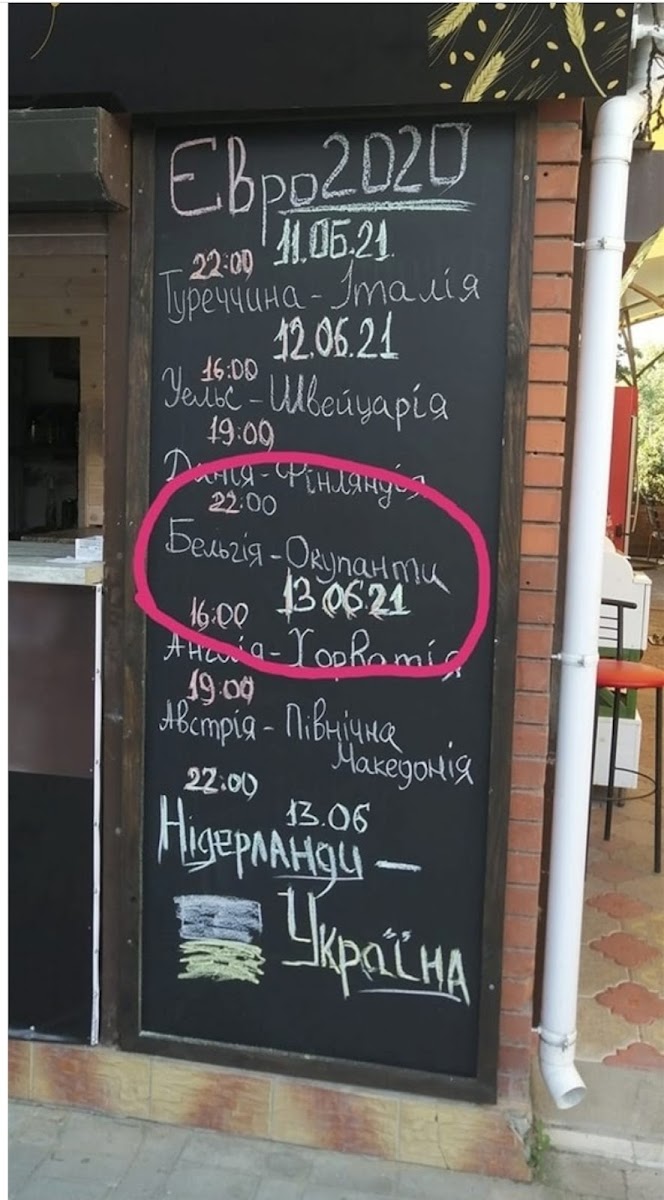 Євро 2020
11.06.21
22:00
Туреччина - Італія
12.06.21
16:00
Уельс - Швейцарія
19:00
Данія - Фінляндія
22:00
Бельгія - Окупанти
13 06.21
16:00
Англія - Хорватія
19:00
Австрія - Північна
Македонія
22:00
13.06
Нідерланди -
Україна